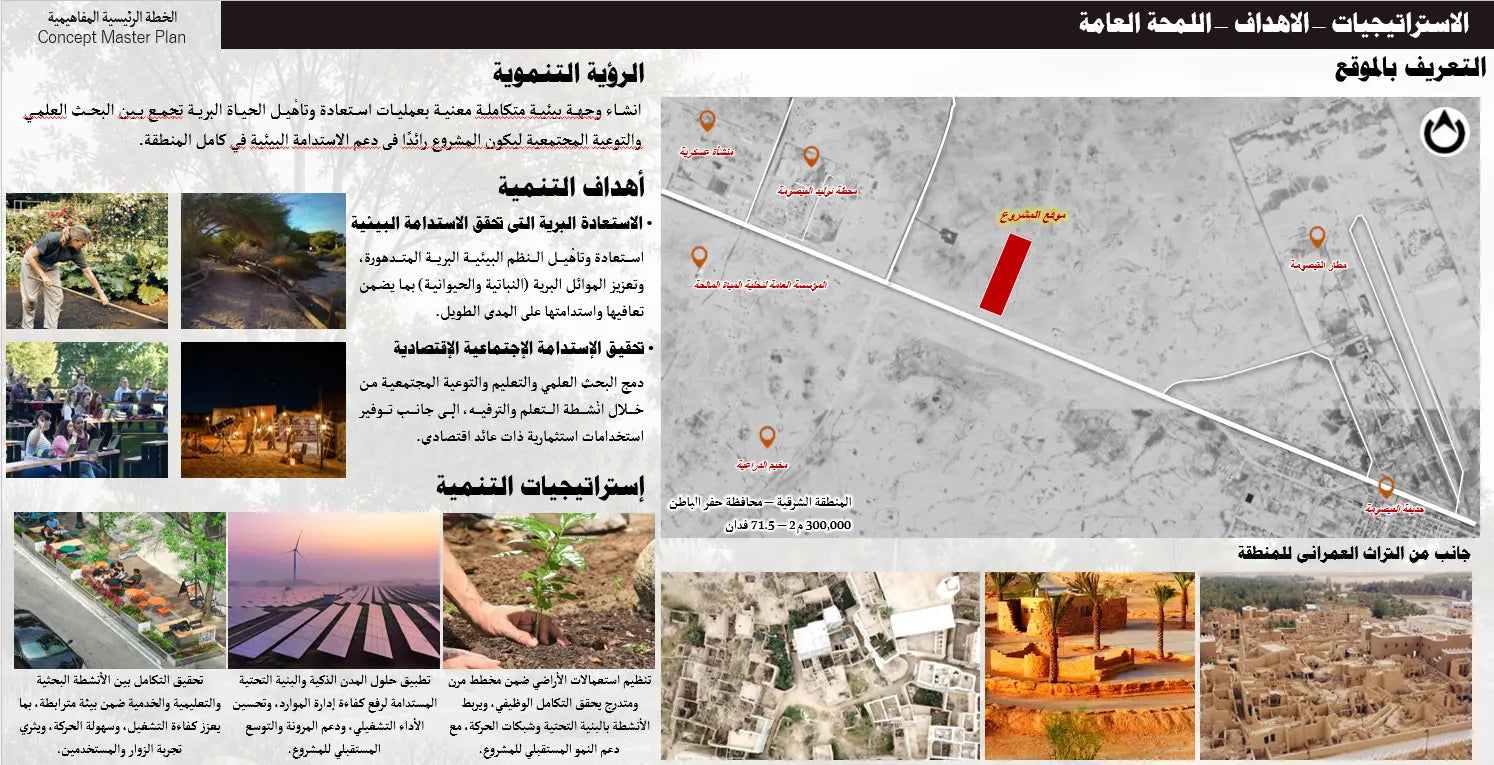 الاستراتيجيات – الاهداف – اللمحة العامة
الخطة الرئيسية المفاهيمية
Concept Master Plan
التعريف بالموقع
منشأة عسكرية
محطة توليد القيصومة
موقع المشروع
مطار القيصومة
المؤسسة العامة لتحلية المياة المالحة
مخيم الدراعية
حديقة القيصومة
المنطقة الشرقية – محافظة حفر الباطن
300,000 م2 – 71.5 فدان
جانب من التراث العمرانى للمنطقة
الرؤية التنموية
انشاء وجهة بيئية متكاملة معنية بعمليات استعادة وتاهيل الحياة البرية تجمع بين البحث العلمي
والتوعية المجتمعية ليكون المشروع رائدًا فى دعم الاستدامة البيئية في كامل المنطقة.
أهداف التنمية
• الاستعادة البرية التى تحقق الاستدامة البيئية
استعادة وتاهيل النظم البيئية البرية المتدهورة،
وتعزيز الموائل البرية (النباتية والحيوانية) بما يضمن
تعافيها واستدامتها على المدى الطويل.
• تحقيق الإستدامة الإجتماعية الإقتصادية
دمج البحث العلمي والتعليم والتوعية المجتمعية من
خلال انشطة التعلم والترفيه، الى جانب توفير
استخدامات استثمارية ذات عائد اقتصادى.
إستراتيجيات التنمية
تنظيم استعمالات الأراضي ضمن مخطط مرن
ومتدرج يحقق التكامل الوظيفي، ويربط
الأنشطة بالبنية التحتية وشبكات الحركة، مع
دعم النمو المستقبلي للمشروع.
تطبيق حلول المدن الذكية والبنية التحتية
المستدامة لرفع كفاءة إدارة الموارد، وتحسين
الأداء التشغيلي، ودعم المرونة والتوسع
المستقبلي للمشروع.
تحقيق التكامل بين الأنشطة البحثية
والتعليمية والخدمية ضمن بيئة مترابطة، بما
يعزز كفاءة التشغيل، وسهولة الحركة، ويثري
تجربة الزوار والمستخدمين.